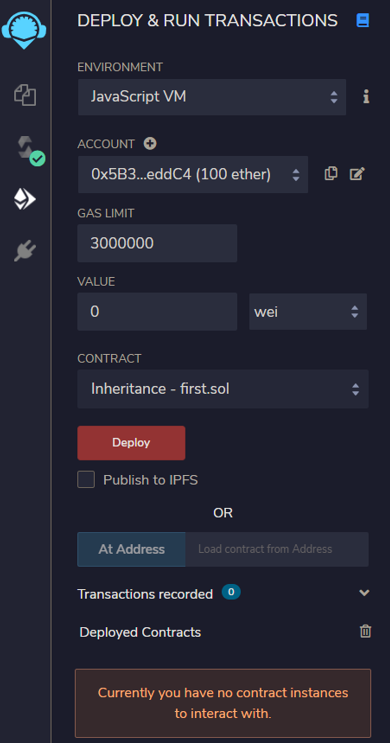 DEPLOY & RUN TRANSACTIONS
ENVIRONMENT
JavaScript VM
ACCOUNT
0x5B3...eddC4 (100 ether)
GAS LIMIT
3000000
VALUE
0 wei
CONTRACT
Inheritance - first.sol
Deploy
Publish to IPFS
OR
At Address Load contract from Address
Transactions recorded 0
Deployed Contracts
Currently you have no contract instances
to interact with.